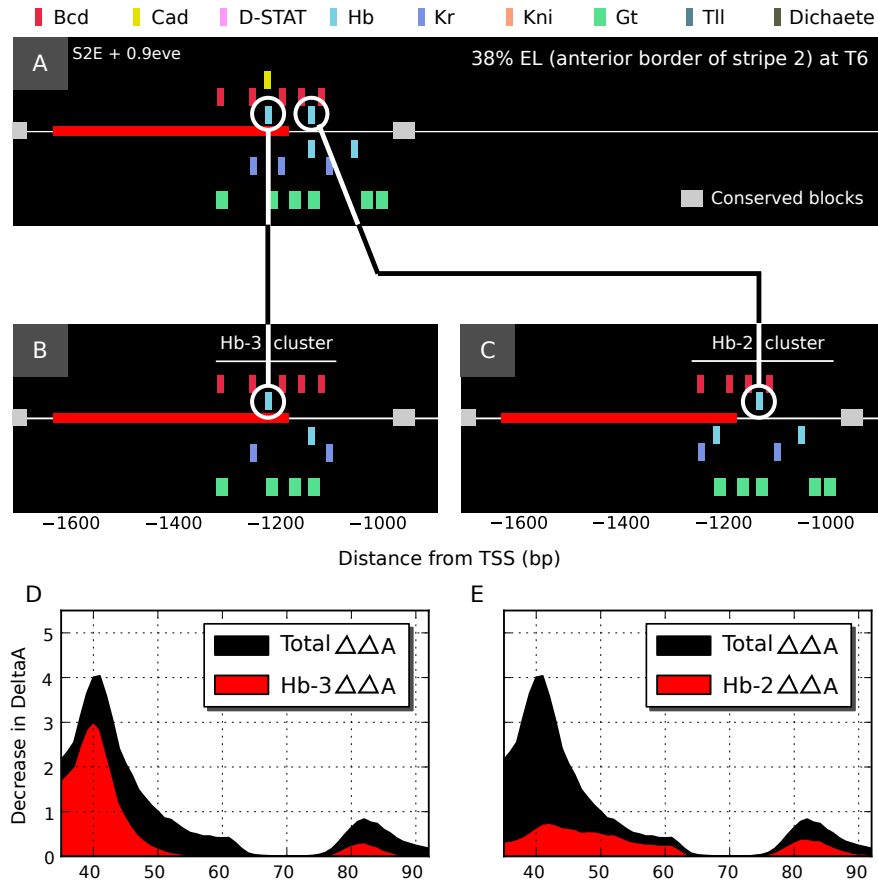 Bcd Cad D-STAT Hb Kr Kni Gt Tll Dichaete
A S2E + 0.9eve 38% EL (anterior border of stripe 2) at T6
Conserved blocks
B Hb-3 cluster
C Hb-2 cluster
−1600 −1400 −1200 −1000 −1600 −1400 −1200 −1000
Distance from TSS (bp)
D E
Decrease in DeltaA
5
4
3
2
1
0
Total △△A
Hb-3 △△A
Total △△A
Hb-2 △△A
40 50 60 70 80 90 40 50 60 70 80 90